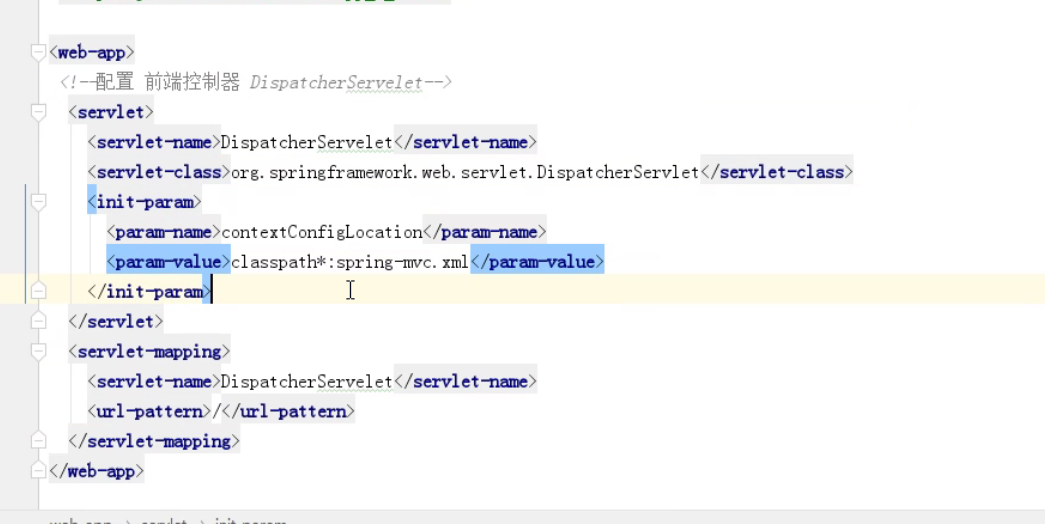 <web-app>
<!--配置 前端控制器 DispatcherServelet-->
<servlet>
<servlet-name>DispatcherServelet</servlet-name>
<servlet-class>org.springframework.web.servlet.DispatcherServlet</servlet-class>
<init-param>
<param-name>contextConfigLocation</param-name>
<param-value>classpath*:spring-mvc.xml</param-value>
</init-param>
</servlet>
<servlet-mapping>
<servlet-name>DispatcherServelet</servlet-name>
<url-pattern>/</url-pattern>
</servlet-mapping>
</web-app>
web-app > servlet > init-param